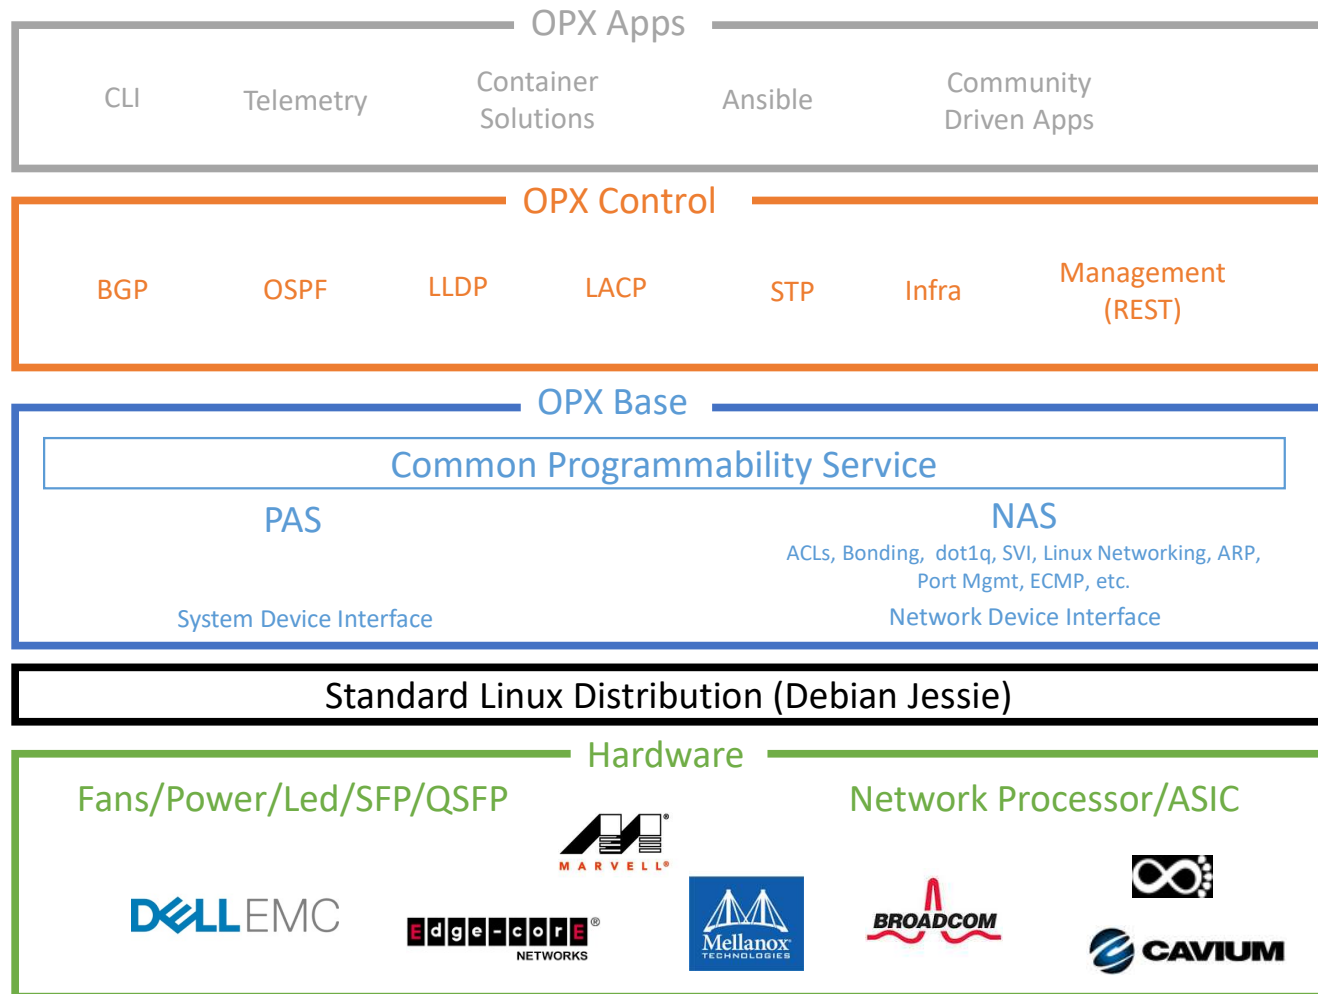 OPX Apps
CLI
Telemetry
Container
Solutions
Ansible
Community
Driven Apps
OPX Control
BGP
OSPF
LLDP
LACP
STP
Infra
Management
(REST)
OPX Base
Common Programmability Service
PAS
NAS
ACLs, Bonding, dot1q, SVI, Linux Networking, ARP,
Port Mgmt, ECMP, etc.
System Device Interface
Network Device Interface
Standard Linux Distribution (Debian Jessie)
Hardware
Fans/Power/Led/SFP/QSFP
Network Processor/ASIC
MARVELL®
DELLEMC
Edge-corE®
NETWORKS
Mellanox
TECHNOLOGIES
BROADCOM
CAVIUM